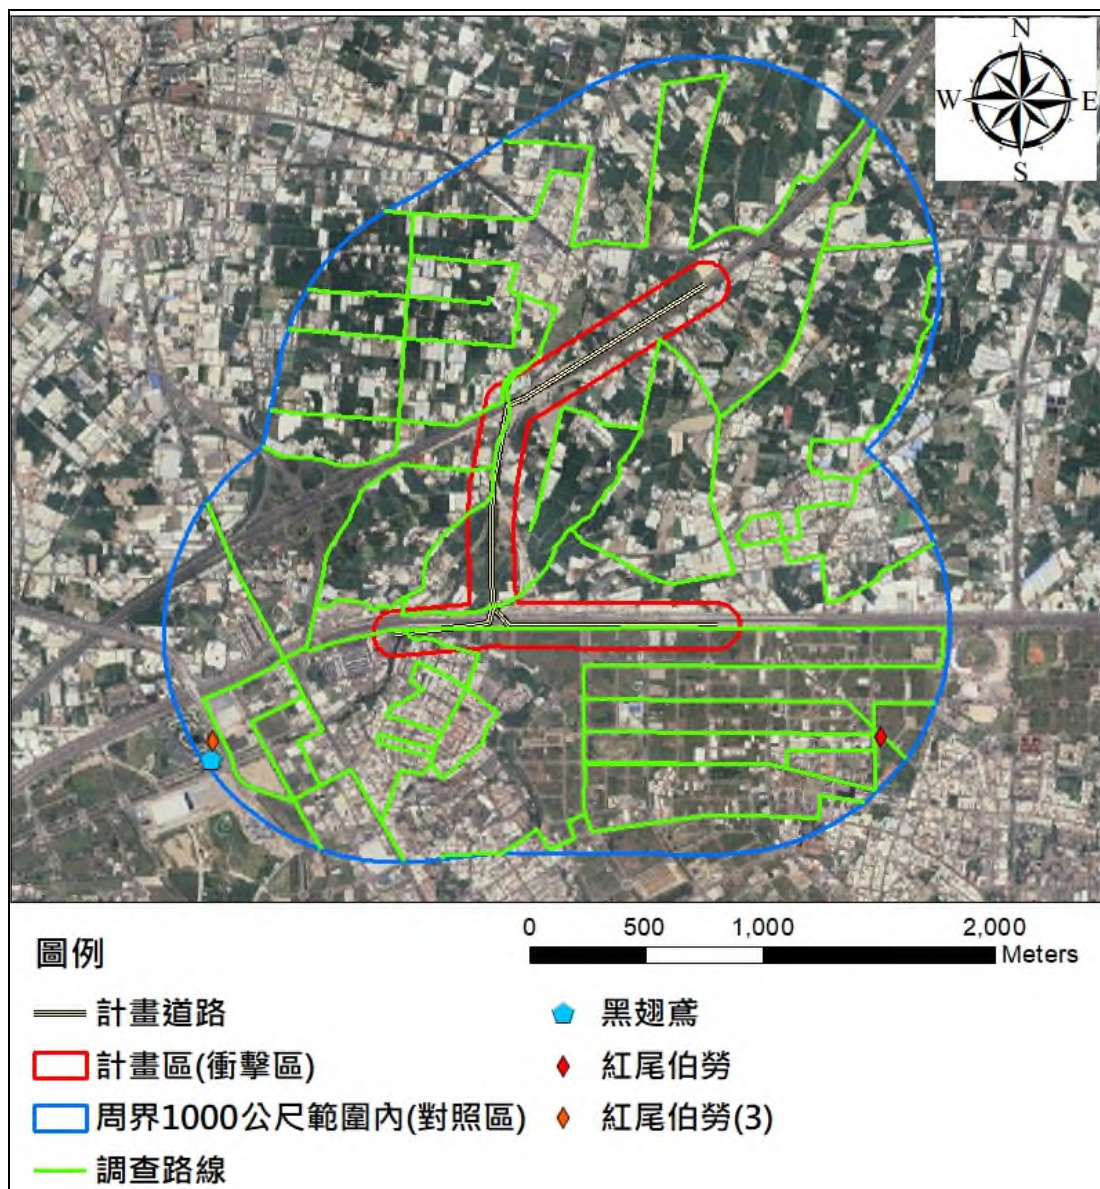 N
W E
S
圖例
0 500 1,000 2,000
Meters
計畫道路
黑翅鳶
計畫區(衝擊區)
紅尾伯勞
周界1000公尺範圍內(對照區)
紅尾伯勞(3)
調查路線